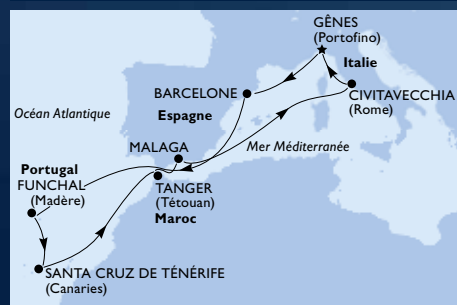 GÊNES
(Portofino)
Italie
BARCELONE
CIVITAVECCHIA
(Rome)
Océan Atlantique
Espagne
MALAGA
Mer Méditerranée
Portugal
FUNCHAL
(Madère)
TANGER
(Tétouan)
Maroc
SANTA CRUZ DE TÉNÉRIFE
(Canaries)